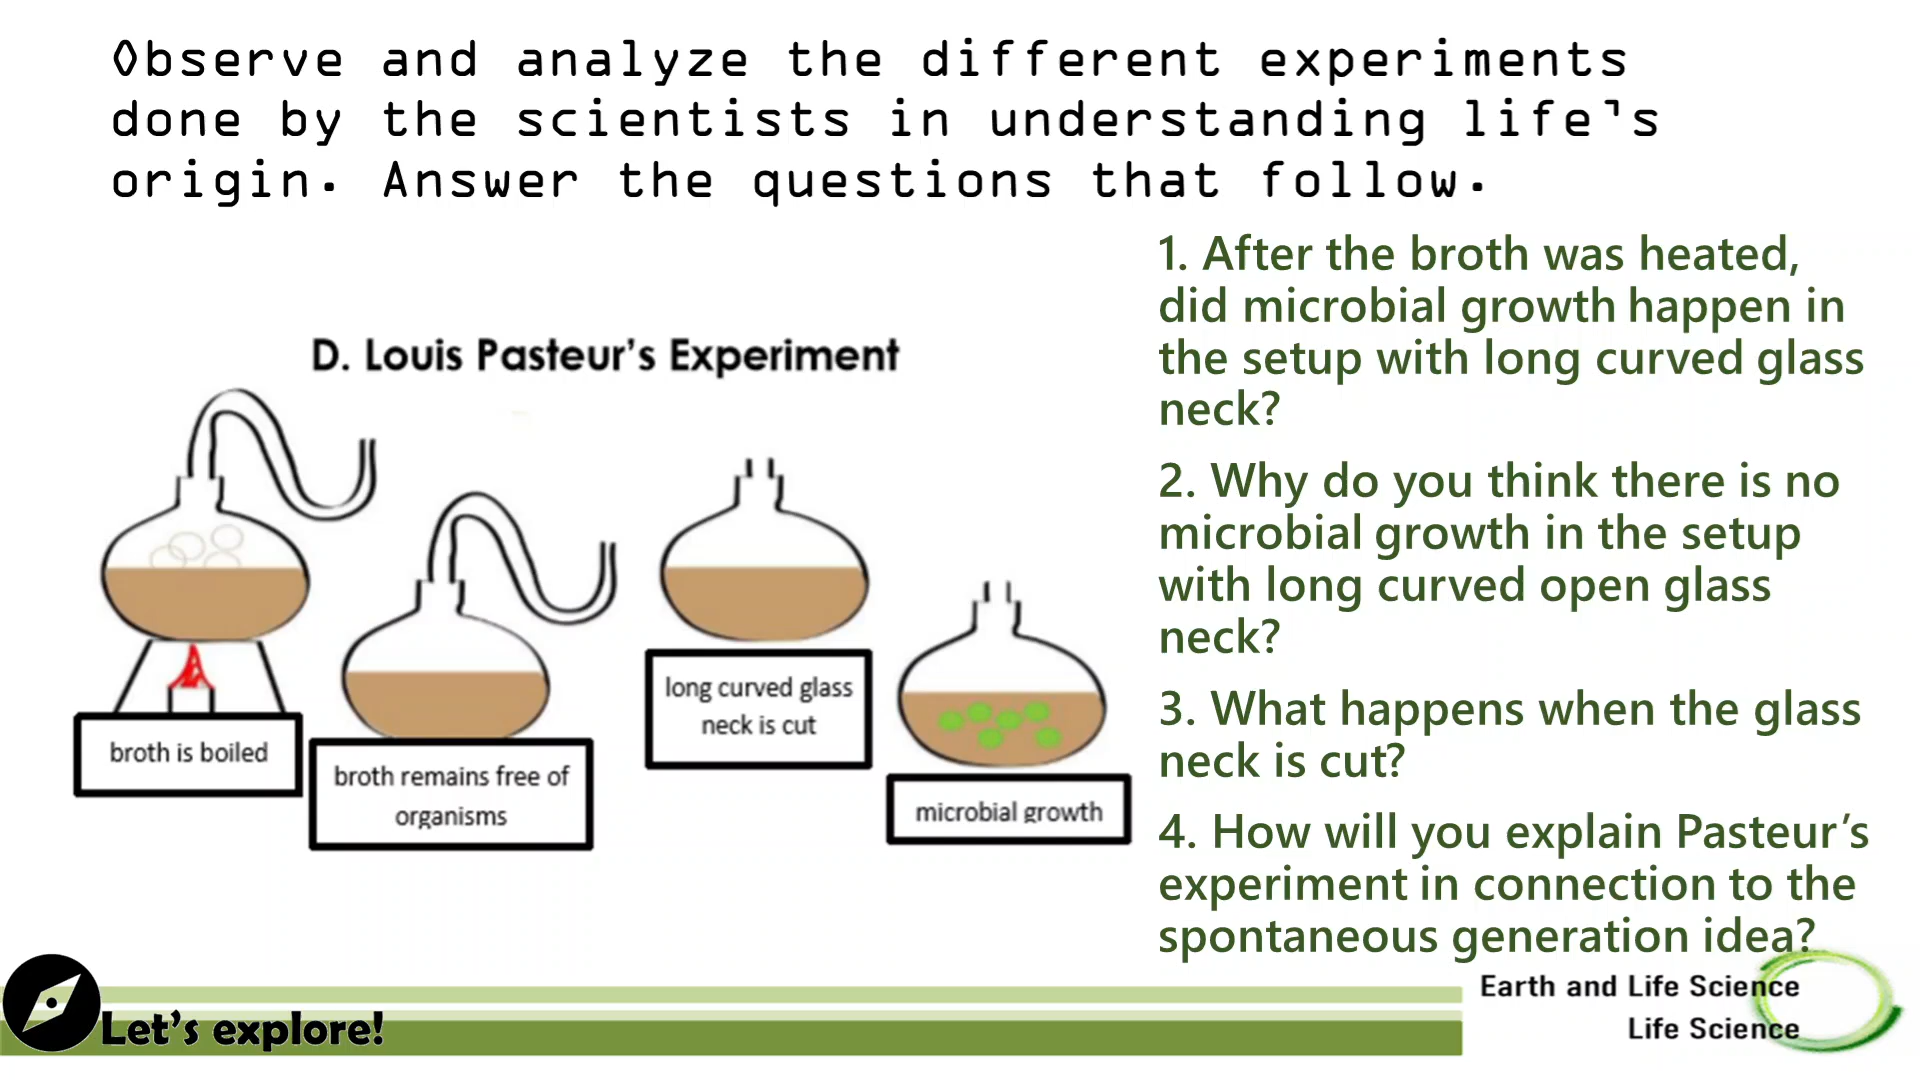 Observe and analyze the different experiments
done by the scientists in understanding life's
origin. Answer the questions that follow.
D. Louis Pasteur's Experiment
broth is boiled
broth remains free of
organisms
long curved glass
neck is cut
microbial growth
1. After the broth was heated,
did microbial growth happen in
the setup with long curved glass
neck?
2. Why do you think there is no
microbial growth in the setup
with long curved open glass
neck?
3. What happens when the glass
neck is cut?
4. How will you explain Pasteur's
experiment in connection to the
spontaneous generation idea?
Let's explore!
Earth and Life Science
Life Science